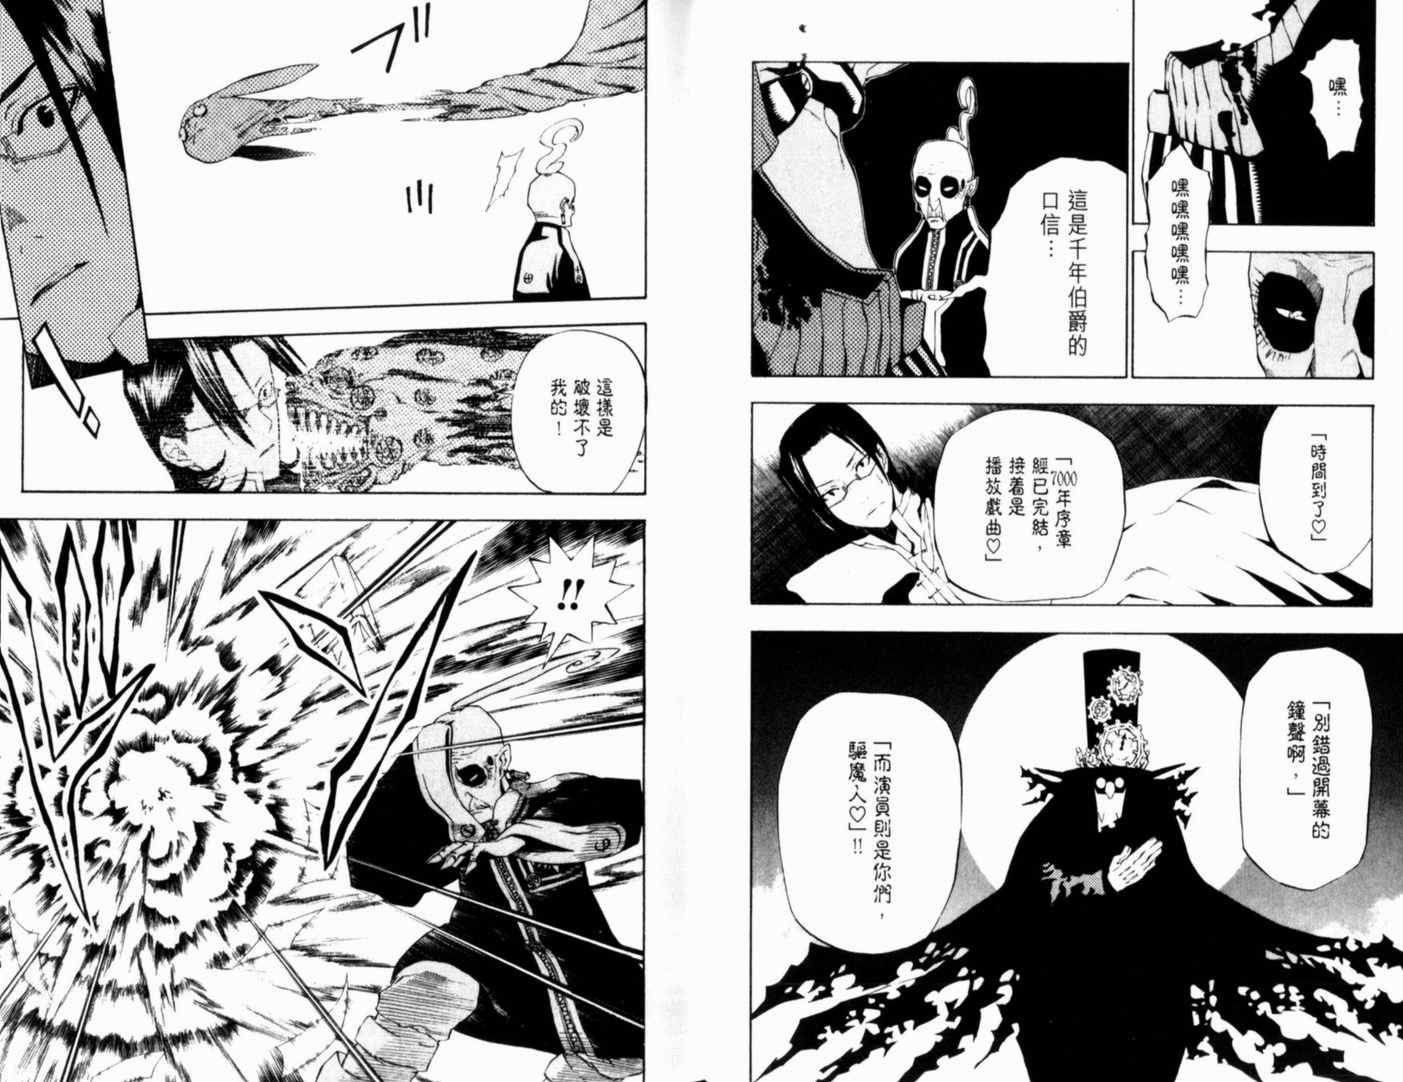 嘿…
嘿嘿嘿嘿嘿…
這是千年伯爵的
口信…
「時間到了♡」
「7000年序章
經已完結，
接着是
播放戲曲♡」
「別錯過開幕的
鐘聲啊，」
「而演員則是你們，
驅魔人♡」!!
這樣是
破壞不了
我的！
!!